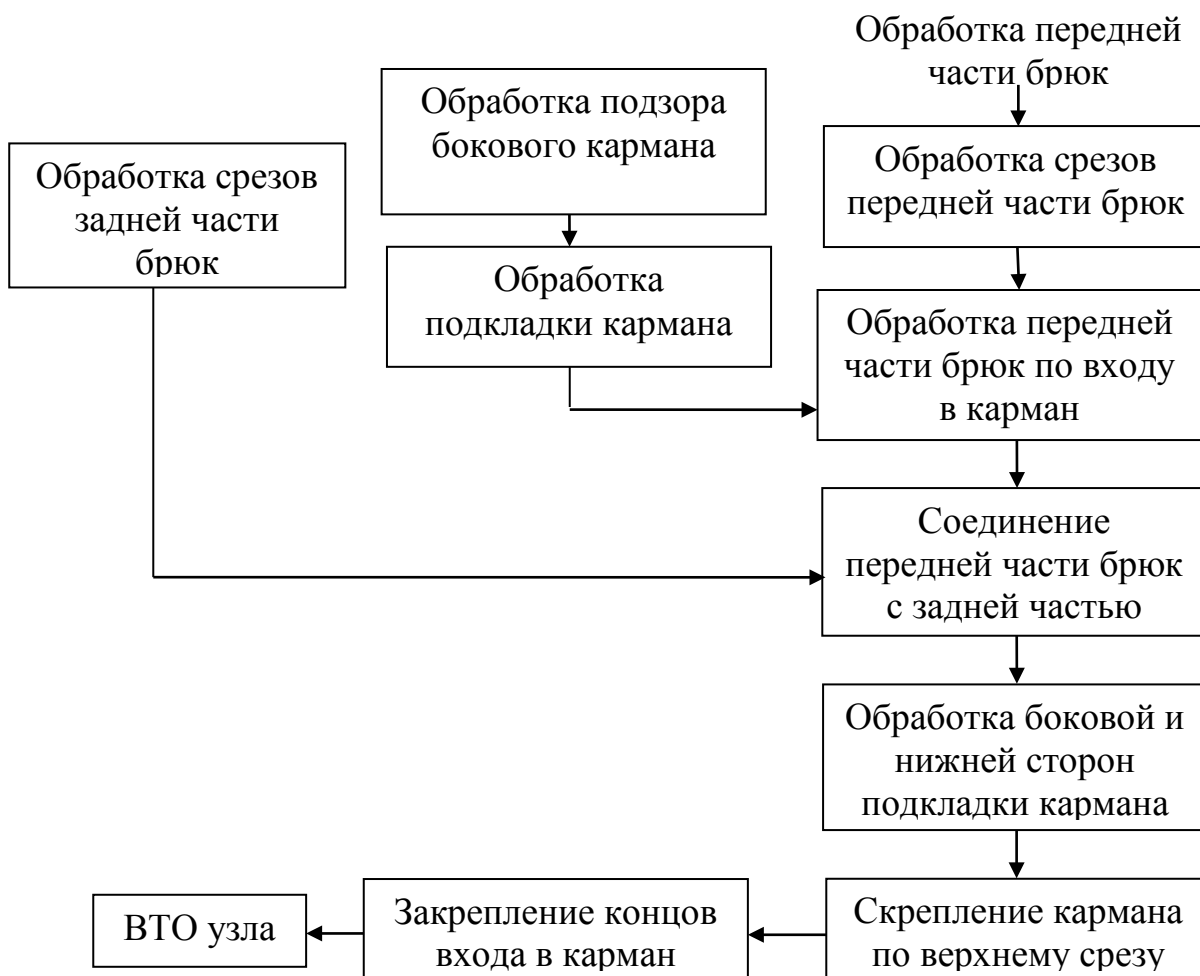 Обработка передней
части брюк
Обработка подзора
бокового кармана
Обработка срезов
передней части брюк
Обработка срезов
задней части
брюк
Обработка
подкладки кармана
Обработка передней
части брюк по входу
в карман
Соединение
передней части брюк
с задней частью
Обработка боковой и
нижней сторон
подкладки кармана
Скрепление кармана
по верхнему срезу
Закрепление концов
входа в карман
ВТО узла